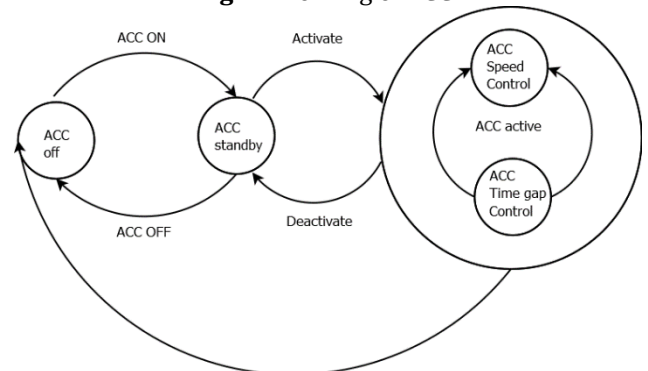 ACC ON
Activate
ACC
Speed
Control
ACC
off
ACC
standby
ACC active
ACC
Time gap
Control
ACC OFF
Deactivate